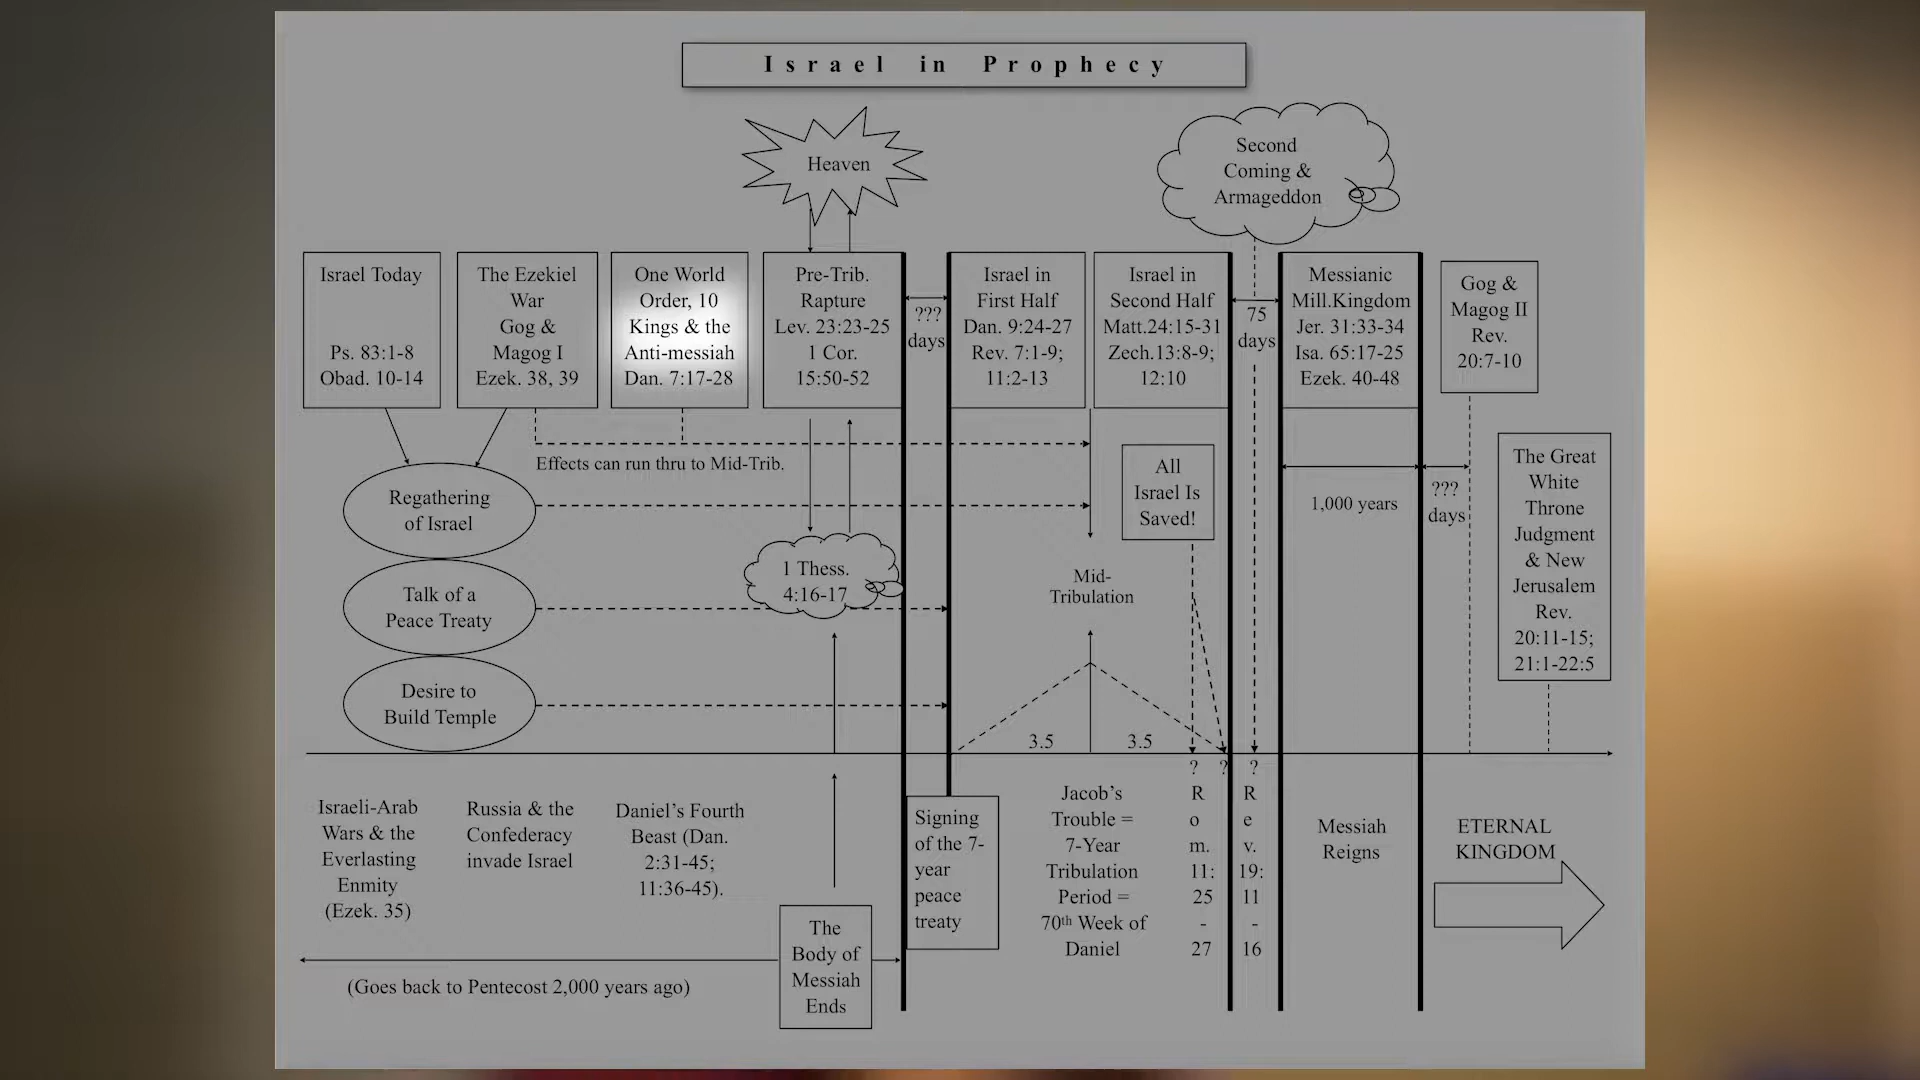 Israel in Prophecy
Heaven
Second
Coming &
Armageddon
Israel Today
Ps. 83:1-8
Obad. 10-14
The Ezekiel
War
Gog &
Magog I
Ezek. 38, 39
One World
Order, 10
Kings & the
Anti-messiah
Dan. 7:17-28
Pre-Trib.
Rapture
Lev. 23:23-25
1 Cor.
15:50-52
???
days
Israel in
First Half
Dan. 9:24-27
Rev. 7:1-9;
11:2-13
Israel in
Second Half
Matt.24:15-31
Zech.13:8-9;
12:10
75
days
Messianic
Mill.Kingdom
Jer. 31:33-34
Isa. 65:17-25
Ezek. 40-48
Gog &
Magog II
Rev.
20:7-10
Effects can run thru to Mid-Trib.
Regathering
of Israel
Talk of a
Peace Treaty
Desire to
Build Temple
1 Thess.
4:16-17
All
Israel Is
Saved!
Mid-
Tribulation
1,000 years
???
days
The Great
White
Throne
Judgment
& New
Jerusalem
Rev.
20:11-15;
21:1-22:5
3.5
3.5
?
?
?
Israeli-Arab
Wars & the
Everlasting
Enmity
(Ezek. 35)
Russia & the
Confederacy
invade Israel
Daniel’s Fourth
Beast (Dan.
2:31-45;
11:36-45).
The
Body of
Messiah
Ends
(Goes back to Pentecost 2,000 years ago)
Signing
of the 7-
year
peace
treaty
Jacob’s
Trouble =
7-Year
Tribulation
Period =
70th Week of
Daniel
R
o
m.
11:
25
-
27
R
e
v.
19:
11
-
16
Messiah
Reigns
ETERNAL
KINGDOM